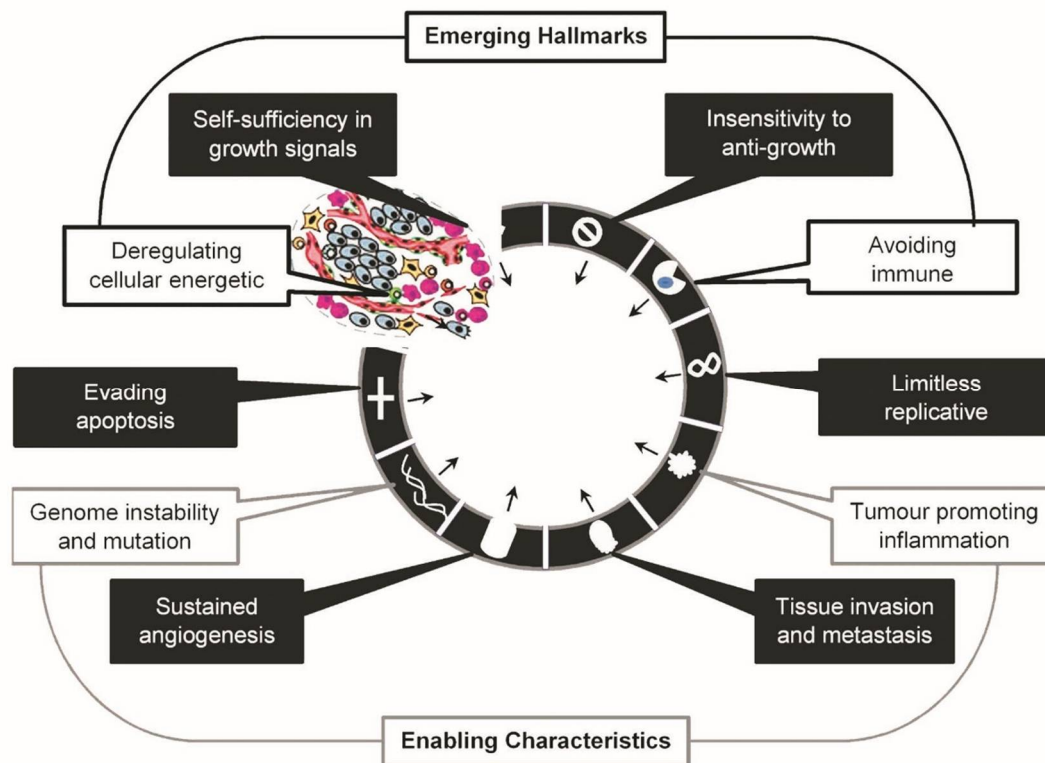 Emerging Hallmarks
Self-sufficiency in
growth signals
Insensitivity to
anti-growth
Deregulating
cellular energetic
Avoiding
immune
Evading
apoptosis
Limitless
replicative
Genome instability
and mutation
Tumour promoting
inflammation
Sustained
angiogenesis
Tissue invasion
and metastasis
Enabling Characteristics